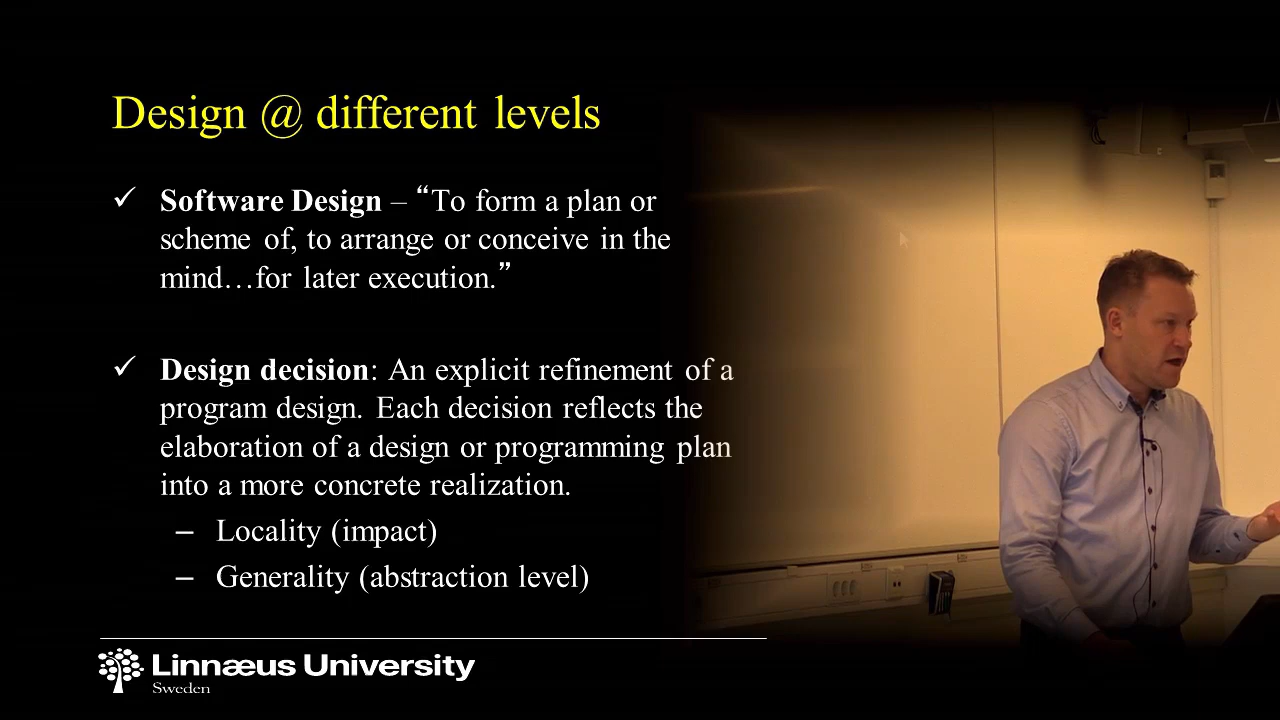 Design @ different levels
✓ Software Design – “To form a plan or
scheme of, to arrange or conceive in the
mind…for later execution.”
✓ Design decision: An explicit refinement of a
program design. Each decision reflects the
elaboration of a design or programming plan
into a more concrete realization.
– Locality (impact)
– Generality (abstraction level)
Linnæus University
Sweden